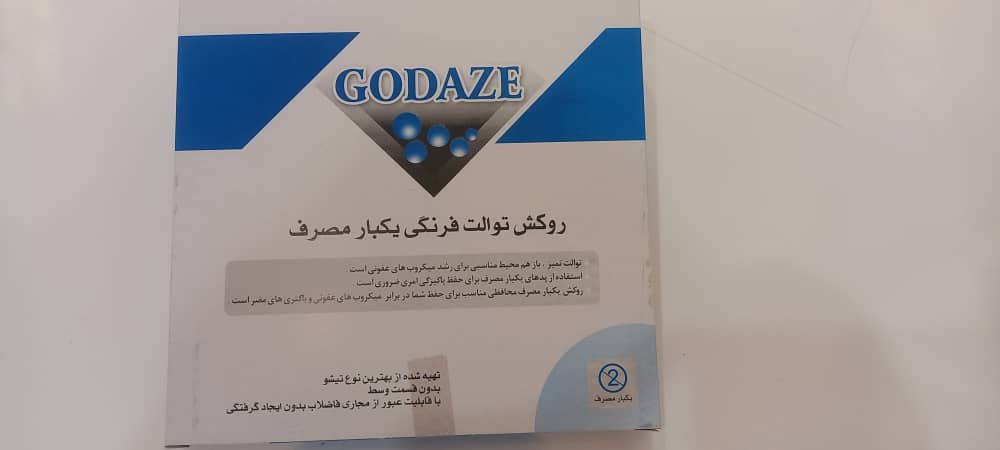 GODAZE
روکش توالت فرنگی یکبار مصرف
توالت تمیز ، باز هم محیط مناسبی برای رشد میکروب های عفونی است .
استفاده از پدهای یکبار مصرف برای حفظ پاکیزگی امری ضروری است .
روکش یکبار مصرف محافظی مناسب برای حفظ شما در برابر میکروب های عفونی و باکتری های مضر است .
تهیه شده از بهترین نوع تیشو
بدون قسمت وسط
با قابلیت عبور از مجاری فاضلاب بدون ایجاد گرفتگی
2
یکبار مصرف